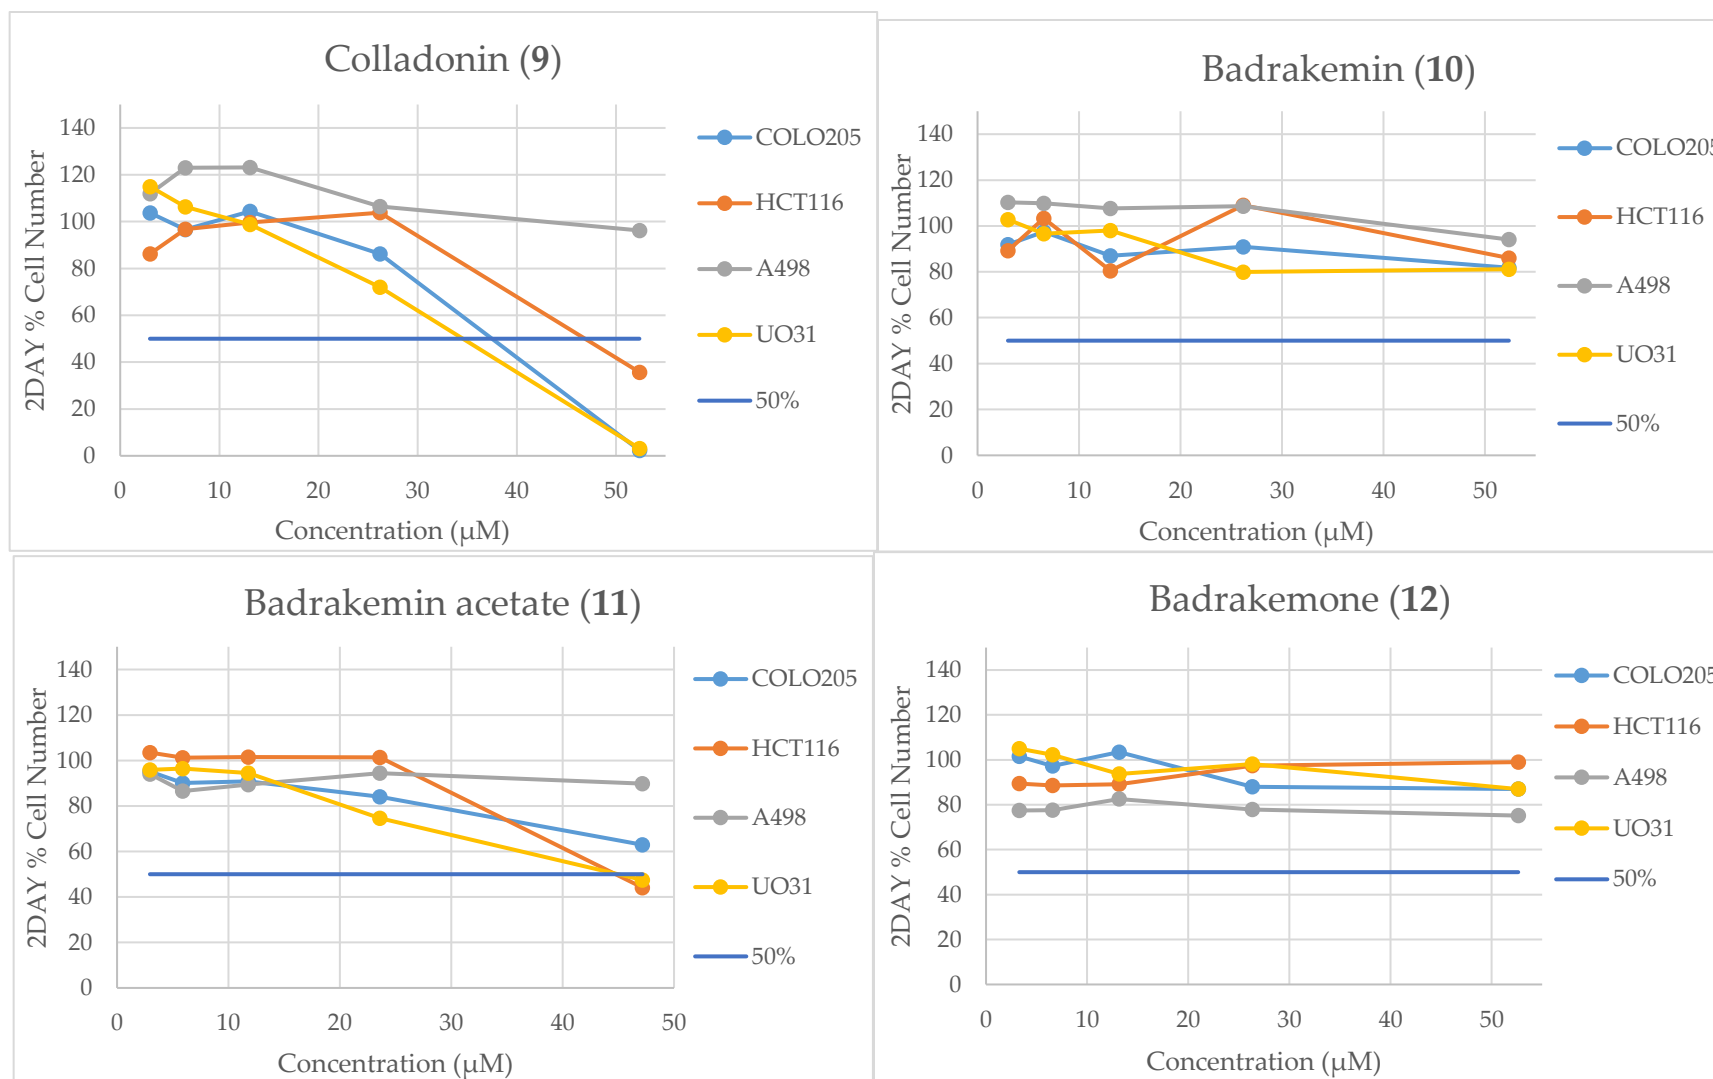 Colladonin (9)
2DAY % Cell Number
140
120
100
80
60
40
20
0
0 10 20 30 40 50
Concentration (µM)
COLO205
HCT116
A498
UO31
50%
Badrakemin (10)
2DAY % Cell Number
140
120
100
80
60
40
20
0
0 10 20 30 40 50
Concentration (µM)
COLO205
HCT116
A498
UO31
50%
Badrakemin acetate (11)
2DAY % Cell Number
140
120
100
80
60
40
20
0
0 10 20 30 40 50
Concentration (µM)
COLO205
HCT116
A498
UO31
50%
Badrakemone (12)
2DAY % Cell Number
140
120
100
80
60
40
20
0
0 10 20 30 40 50
Concentration (µM)
COLO205
HCT116
A498
UO31
50%